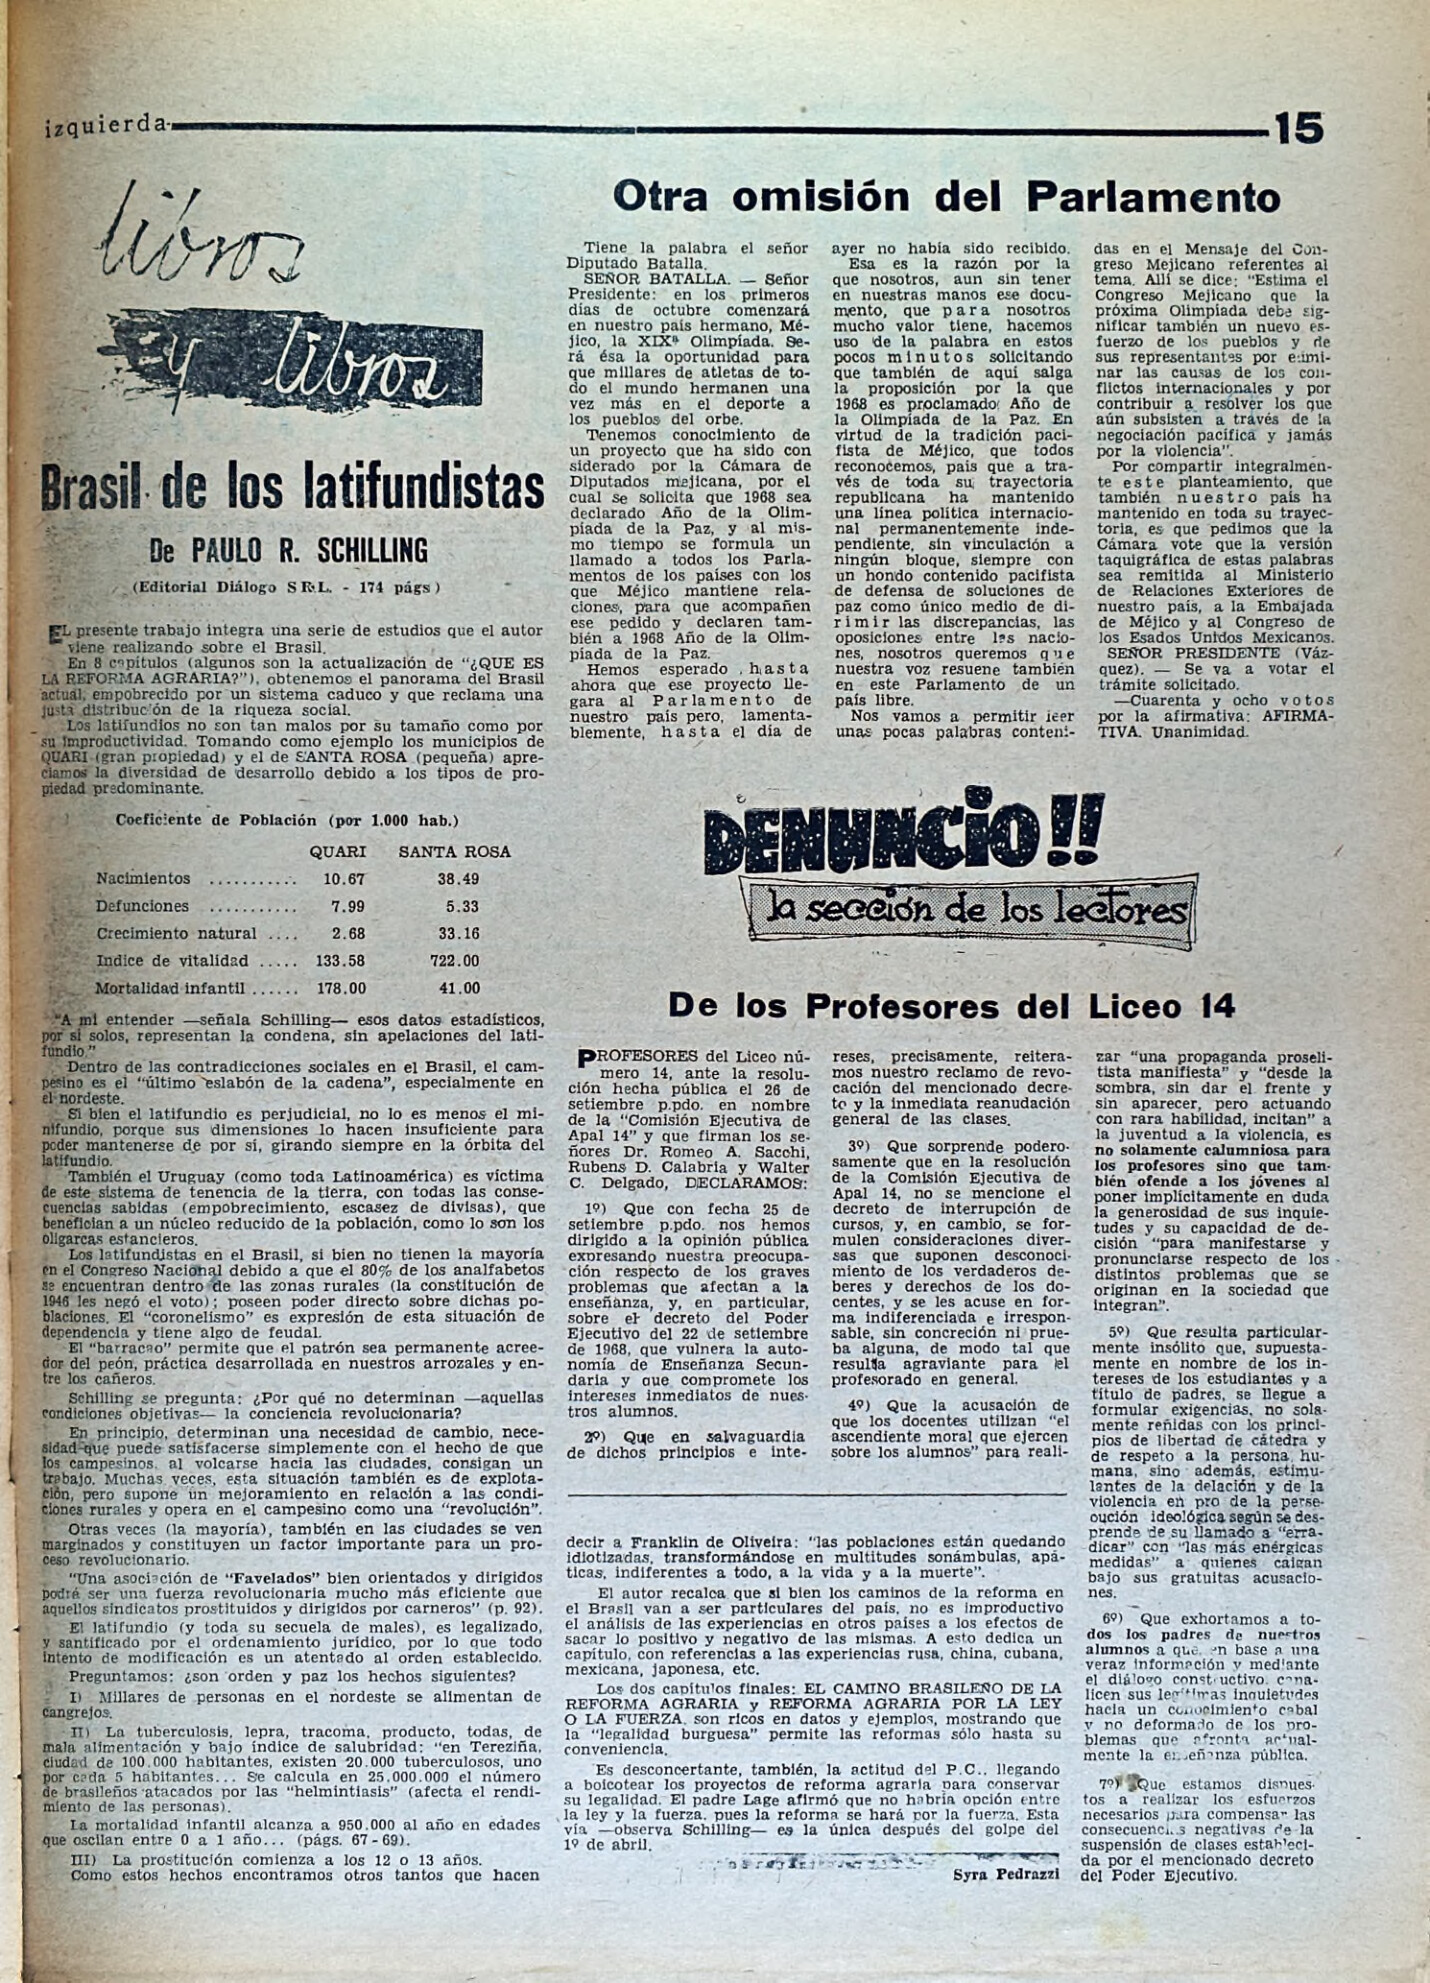 izquierda
15
libros
y libros
Brasil de los latifundistas
De PAULO R. SCHILLING
(Editorial Diálogo S R.L. - 174 págs)
EL presente trabajo integra una serie de estudios que el autor
viene realizando sobre el Brasil.
En 8 capítulos (algunos son la actualización de "¿QUE ES
LA REFORMA AGRARIA?"), obtenemos el panorama del Brasil
actual, empobrecido por un sistema caduco y que reclama una
justa distribución de la riqueza social.
Los latifundios no son tan malos por su tamaño como por
su improductividad. Tomando como ejemplo los municipios de
QUARI (gran propiedad) y el de SANTA ROSA (pequeña) apre-
ciamos la diversidad de desarrollo debido a los tipos de pro-
piedad predominante.
Coeficiente de Población (por 1.000 hab.)
QUARI SANTA ROSA
Nacimientos ........... 10.67 38.49
Defunciones ........... 7.99 5.33
Crecimiento natural .... 2.68 33.16
Indice de vitalidad ..... 133.58 722.00
Mortalidad infantil ...... 178.00 41.00
"A mi entender —señala Schilling— esos datos estadísticos,
por sí solos, representan la condena, sin apelaciones del lati-
fundio."
Dentro de las contradicciones sociales en el Brasil, el cam-
pesino es el "último eslabón de la cadena", especialmente en
el nordeste.
Si bien el latifundio es perjudicial, no lo es menos el mi-
nifundio, porque sus dimensiones lo hacen insuficiente para
poder mantenerse de por sí, girando siempre en la órbita del
latifundio.
También el Uruguay (como toda Latinoamérica) es víctima
de este sistema de tenencia de la tierra, con todas las conse-
cuencias sabidas (empobrecimiento, escasez de divisas), que
benefician a un núcleo reducido de la población, como lo son los
oligarcas estancieros.
Los latifundistas en el Brasil, si bien no tienen la mayoría
en el Congreso Nacional debido a que el 80% de los analfabetos
se encuentran dentro de las zonas rurales (la constitución de
1946 les negó el voto); poseen poder directo sobre dichas po-
blaciones. El "coronelismo" es expresión de esta situación de
dependencia y tiene algo de feudal.
El "barracao" permite que el patrón sea permanente acree-
dor del peón, práctica desarrollada en nuestros arrozales y en-
tre los cañeros.
Schilling se pregunta: ¿Por qué no determinan —aquellas
condiciones objetivas— la conciencia revolucionaria?
En principio, determinan una necesidad de cambio, nece-
sidad que puede satisfacerse simplemente con el hecho de que
los campesinos, al volcarse hacia las ciudades, consigan un
trabajo. Muchas veces, esta situación también es de explota-
ción, pero supone un mejoramiento en relación a las condi-
ciones rurales y opera en el campesino como una "revolución".
Otras veces (la mayoría), también en las ciudades se ven
marginados y constituyen un factor importante para un pro-
ceso revolucionario.
"Una asociación de "Favelados" bien orientados y dirigidos
podrá ser una fuerza revolucionaria mucho más eficiente que
aquellos sindicatos prostituidos y dirigidos por carneros" (p. 92).
El latifundio (y toda su secuela de males), es legalizado,
y santificado por el ordenamiento jurídico, por lo que todo
intento de modificación es un atentado al orden establecido.
Preguntamos: ¿son orden y paz los hechos siguientes?
I) Millares de personas en el nordeste se alimentan de
cangrejos.
II) La tuberculosis, lepra, tracoma, producto, todas, de
mala alimentación y bajo índice de salubridad: "en Tereziña,
ciudad de 100.000 habitantes, existen 20.000 tuberculosos, uno
por cada 5 habitantes... Se calcula en 25.000.000 el número
de brasileños atacados por las "helmintiasis" (afecta el rendi-
miento de las personas).
La mortalidad infantil alcanza a 950.000 al año en edades
que oscilan entre 0 a 1 año... (págs. 67-69).
III) La prostitución comienza a los 12 o 13 años.
Como estos hechos encontramos otros tantos que hacen
decir a Franklin de Oliveira: "las poblaciones están quedando
idiotizadas, transformándose en multitudes sonámbulas, apá-
ticas, indiferentes a todo, a la vida y a la muerte".
El autor recalca que si bien los caminos de la reforma en
el Brasil van a ser particulares del país, no es improductivo
el análisis de las experiencias en otros países a los efectos de
sacar lo positivo y negativo de las mismas. A esto dedica un
capítulo, con referencias a las experiencias rusa, china, cubana,
mexicana, japonesa, etc.
Los dos capítulos finales: EL CAMINO BRASILEÑO DE LA
REFORMA AGRARIA y REFORMA AGRARIA POR LA LEY
O LA FUERZA, son ricos en datos y ejemplos, mostrando que
la "legalidad burguesa" permite las reformas sólo hasta su
conveniencia.
Es desconcertante, también, la actitud del P.C., llegando
a boicotear los proyectos de reforma agraria para conservar
su legalidad. El padre Lage afirmó que no habría opción entre
la ley y la fuerza, pues la reforma se hará por la fuerza. Esta
vía —observa Schilling— es la única después del golpe del
1º de abril.
Syra Pedrazzi
Otra omisión del Parlamento
Tiene la palabra el señor
Diputado Batalla.
SEÑOR BATALLA. — Señor
Presidente: en los primeros
días de octubre comenzará
en nuestro país hermano, Mé-
jico, la XIXª Olimpíada. Se-
rá ésa la oportunidad para
que millares de atletas de to-
do el mundo hermanen una
vez más en el deporte a
los pueblos del orbe.
Tenemos conocimiento de
un proyecto que ha sido con
siderado por la Cámara de
Diputados mejicana, por el
cual se solicita que 1968 sea
declarado Año de la Olim-
piada de la Paz, y al mis-
mo tiempo se formula un
llamado a todos los Parla-
mentos de los países con los
que Méjico mantiene rela-
ciones, para que acompañen
ese pedido y declaren tam-
bién a 1968 Año de la Olim-
piada de la Paz.
Hemos esperado hasta
ahora que ese proyecto lle-
gara al Parlamento de
nuestro país pero, lamenta-
blemente, hasta el día de
ayer no había sido recibido.
Esa es la razón por la
que nosotros, aun sin tener
en nuestras manos ese docu-
mento, que para nosotros
mucho valor tiene, hacemos
uso de la palabra en estos
pocos minutos solicitando
que también de aquí salga
la proposición por la que
1968 es proclamado Año de
la Olimpíada de la Paz. En
virtud de la tradición paci-
fista de Méjico, que todos
reconocemos, país que a tra-
vés de toda su trayectoria
republicana ha mantenido
una línea política internacio-
nal permanentemente inde-
pendiente, sin vinculación a
ningún bloque, siempre con
un hondo contenido pacifista
de defensa de soluciones de
paz como único medio de di-
rimir las discrepancias, las
oposiciones entre las nacio-
nes, nosotros queremos que
nuestra voz resuene también
en este Parlamento de un
país libre.
Nos vamos a permitir leer
unas pocas palabras conteni-
das en el Mensaje del Con-
greso Mejicano referentes al
tema. Allí se dice: "Estima el
Congreso Mejicano que la
próxima Olimpíada debe sig-
nificar también un nuevo es-
fuerzo de los pueblos y de
sus representantes por elimi-
nar las causas de los con-
flictos internacionales y por
contribuir a resolver los que
aún subsisten a través de la
negociación pacífica y jamás
por la violencia".
Por compartir integralmen-
te este planteamiento, que
también nuestro país ha
mantenido en toda su trayec-
toria, es que pedimos que la
Cámara vote que la versión
taquigráfica de estas palabras
sea remitida al Ministerio
de Relaciones Exteriores de
nuestro país, a la Embajada
de Méjico y al Congreso de
los Esados Unidos Mexicanos.
SEÑOR PRESIDENTE (Váz-
quez). — Se va a votar el
trámite solicitado.
—Cuarenta y ocho votos
por la afirmativa: AFIRMA-
TIVA. Unanimidad.
DENUNCIO!!
la sección de los lectores
De los Profesores del Liceo 14
PROFESORES del Liceo nú-
mero 14, ante la resolu-
ción hecha pública el 26 de
setiembre p.pdo. en nombre
de la "Comisión Ejecutiva de
Apal 14" y que firman los se-
ñores Dr. Romeo A. Sacchi,
Rubens D. Calabria y Walter
C. Delgado, DECLARAMOS:
1º) Que con fecha 25 de
setiembre p.pdo. nos hemos
dirigido a la opinión pública
expresando nuestra preocupa-
ción respecto de los graves
problemas que afectan a la
enseñanza, y, en particular,
sobre el decreto del Poder
Ejecutivo del 22 de setiembre
de 1968, que vulnera la auto-
nomía de Enseñanza Secun-
daria y que compromete los
intereses inmediatos de nues-
tros alumnos.
2º) Que en salvaguardia
de dichos principios e inte-
reses, precisamente, reitera-
mos nuestro reclamo de revo-
cación del mencionado decre-
to y la inmediata reanudación
general de las clases.
3º) Que sorprende podero-
samente que en la resolución
de la Comisión Ejecutiva de
Apal 14, no se mencione el
decreto de interrupción de
cursos, y, en cambio, se for-
mulen consideraciones diver-
sas que suponen desconoci-
miento de los verdaderos de-
beres y derechos de los do-
centes, y se les acuse en for-
ma indiferenciada e irrespon-
sable, sin concreción ni prue-
ba alguna, de modo tal que
resulta agraviante para el
profesorado en general.
4º) Que la acusación de
que los docentes utilizan "el
ascendiente moral que ejercen
sobre los alumnos" para reali-
zar "una propaganda proseli-
tista manifiesta" y "desde la
sombra, sin dar el frente y
sin aparecer, pero actuando
con rara habilidad, incitan" a
la juventud a la violencia, es
no solamente calumniosa para
los profesores sino que tam-
bién ofende a los jóvenes al
poner implícitamente en duda
la generosidad de sus inquie-
tudes y su capacidad de de-
cisión "para manifestarse y
pronunciarse respecto de los
distintos problemas que se
originan en la sociedad que
integran".
5º) Que resulta particular-
mente insólito que, supuesta-
mente en nombre de los in-
tereses de los estudiantes y a
título de padres, se llegue a
formular exigencias, no sola-
mente reñidas con los princi-
pios de libertad de cátedra y
de respeto a la persona hu-
mana, sino además, estimu-
lantes de la delación y de la
violencia en pro de la perse-
cución ideológica según se des-
prende de su llamado a "erra-
dicar" con "las más enérgicas
medidas" a quienes caigan
bajo sus gratuitas acusacio-
nes.
6º) Que exhortamos a to-
dos los padres de nuestros
alumnos a que, en base a una
veraz información y mediante
el diálogo constructivo, cana-
licen sus legítimas inquietudes
hacia un conocimiento cabal
y no deformado de los pro-
blemas que afronta actual-
mente la enseñanza pública.
7º) Que estamos dispues-
tos a realizar los esfuerzos
necesarios para compensar las
consecuencias negativas de la
suspensión de clases estableci-
da por el mencionado decreto
del Poder Ejecutivo.